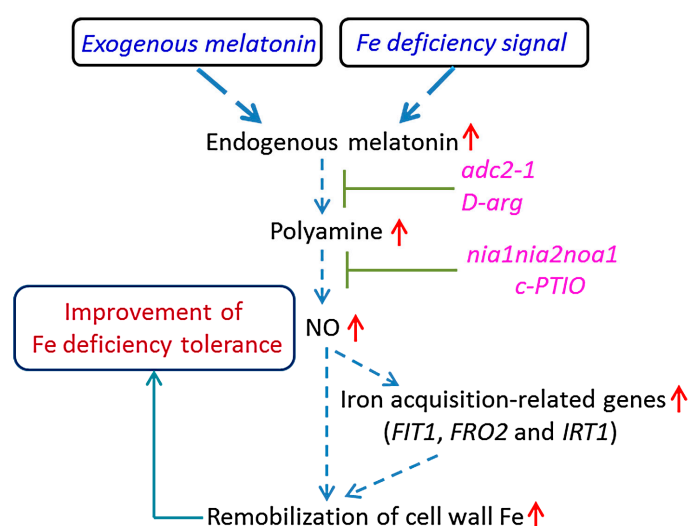 Exogenous melatonin
Fe deficiency signal
Endogenous melatonin
adc2-1
D-arg
Polyamine
nia1nia2noa1
c-PTIO
Improvement of
Fe deficiency tolerance
NO
Iron acquisition-related genes
(FIT1, FRO2 and IRT1)
Remobilization of cell wall Fe